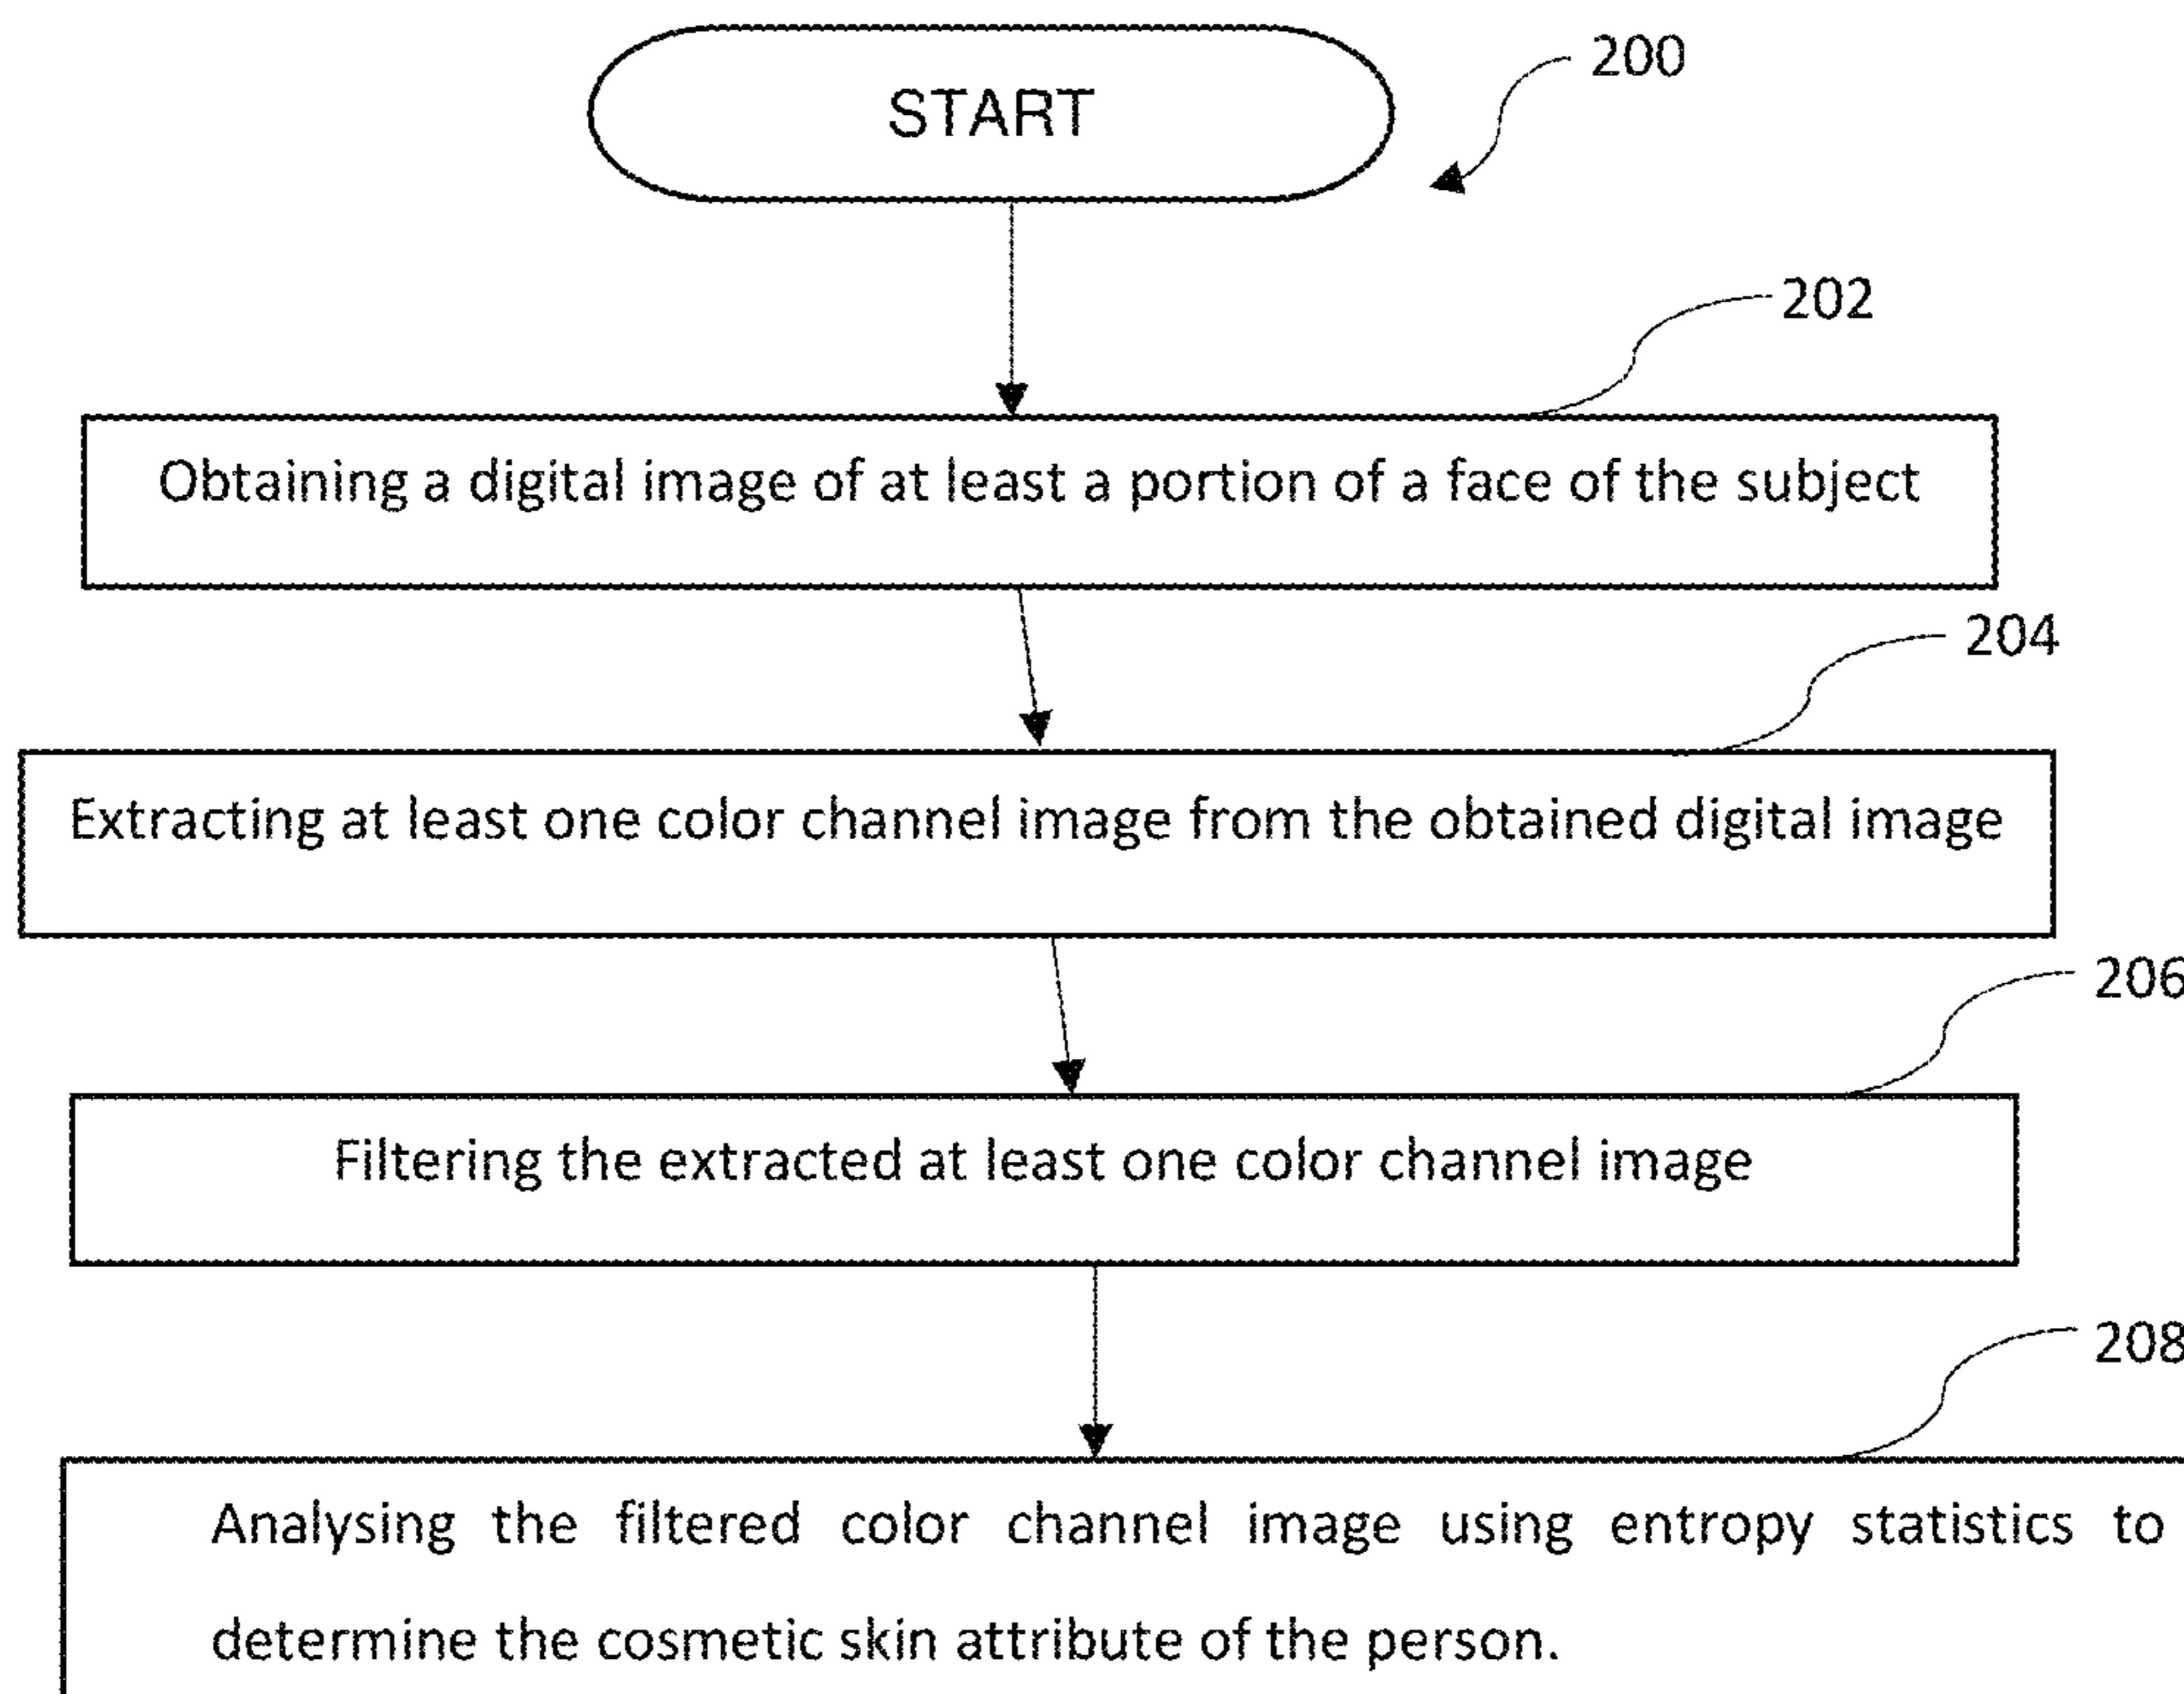 START
200
202
Obtaining a digital image of at least a portion of a face of the subject
204
Extracting at least one color channel image from the obtained digital image
206
Filtering the extracted at least one color channel image
208
Analysing the filtered color channel image using entropy statistics to
determine the cosmetic skin attribute of the person.